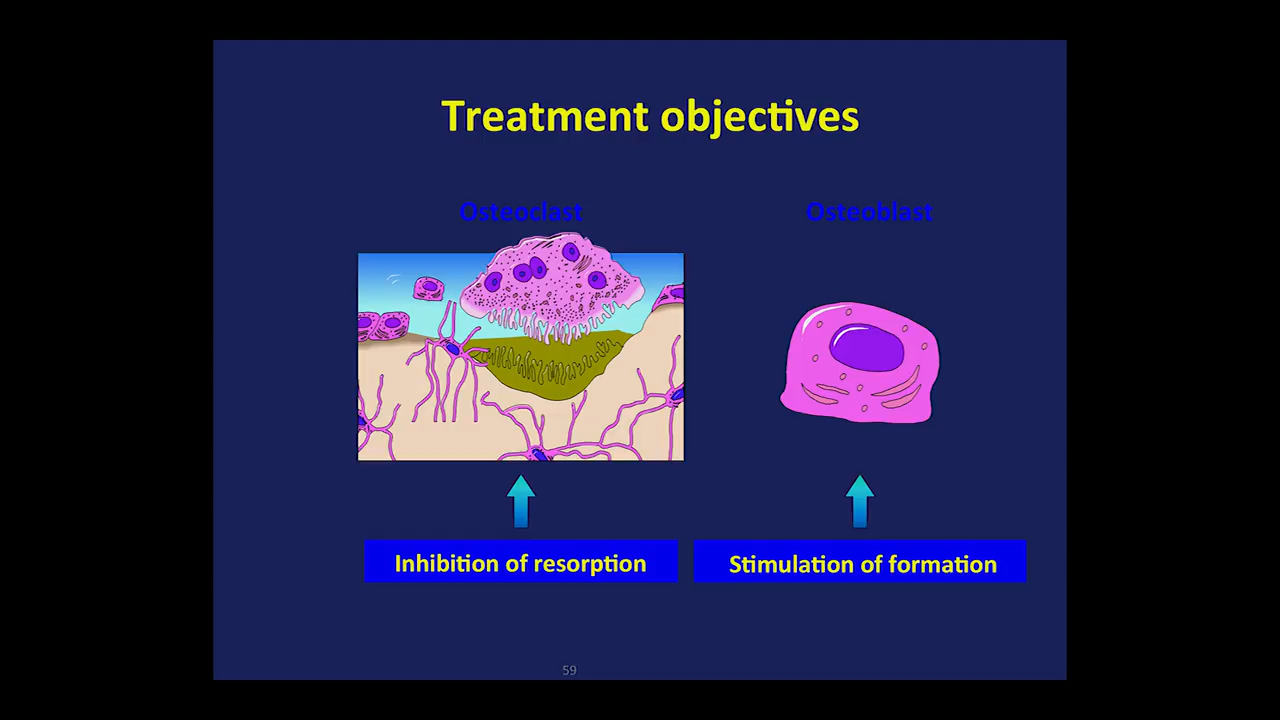 Treatment objectives
Osteoclast
Osteoblast
Inhibition of resorption
Stimulation of formation
59